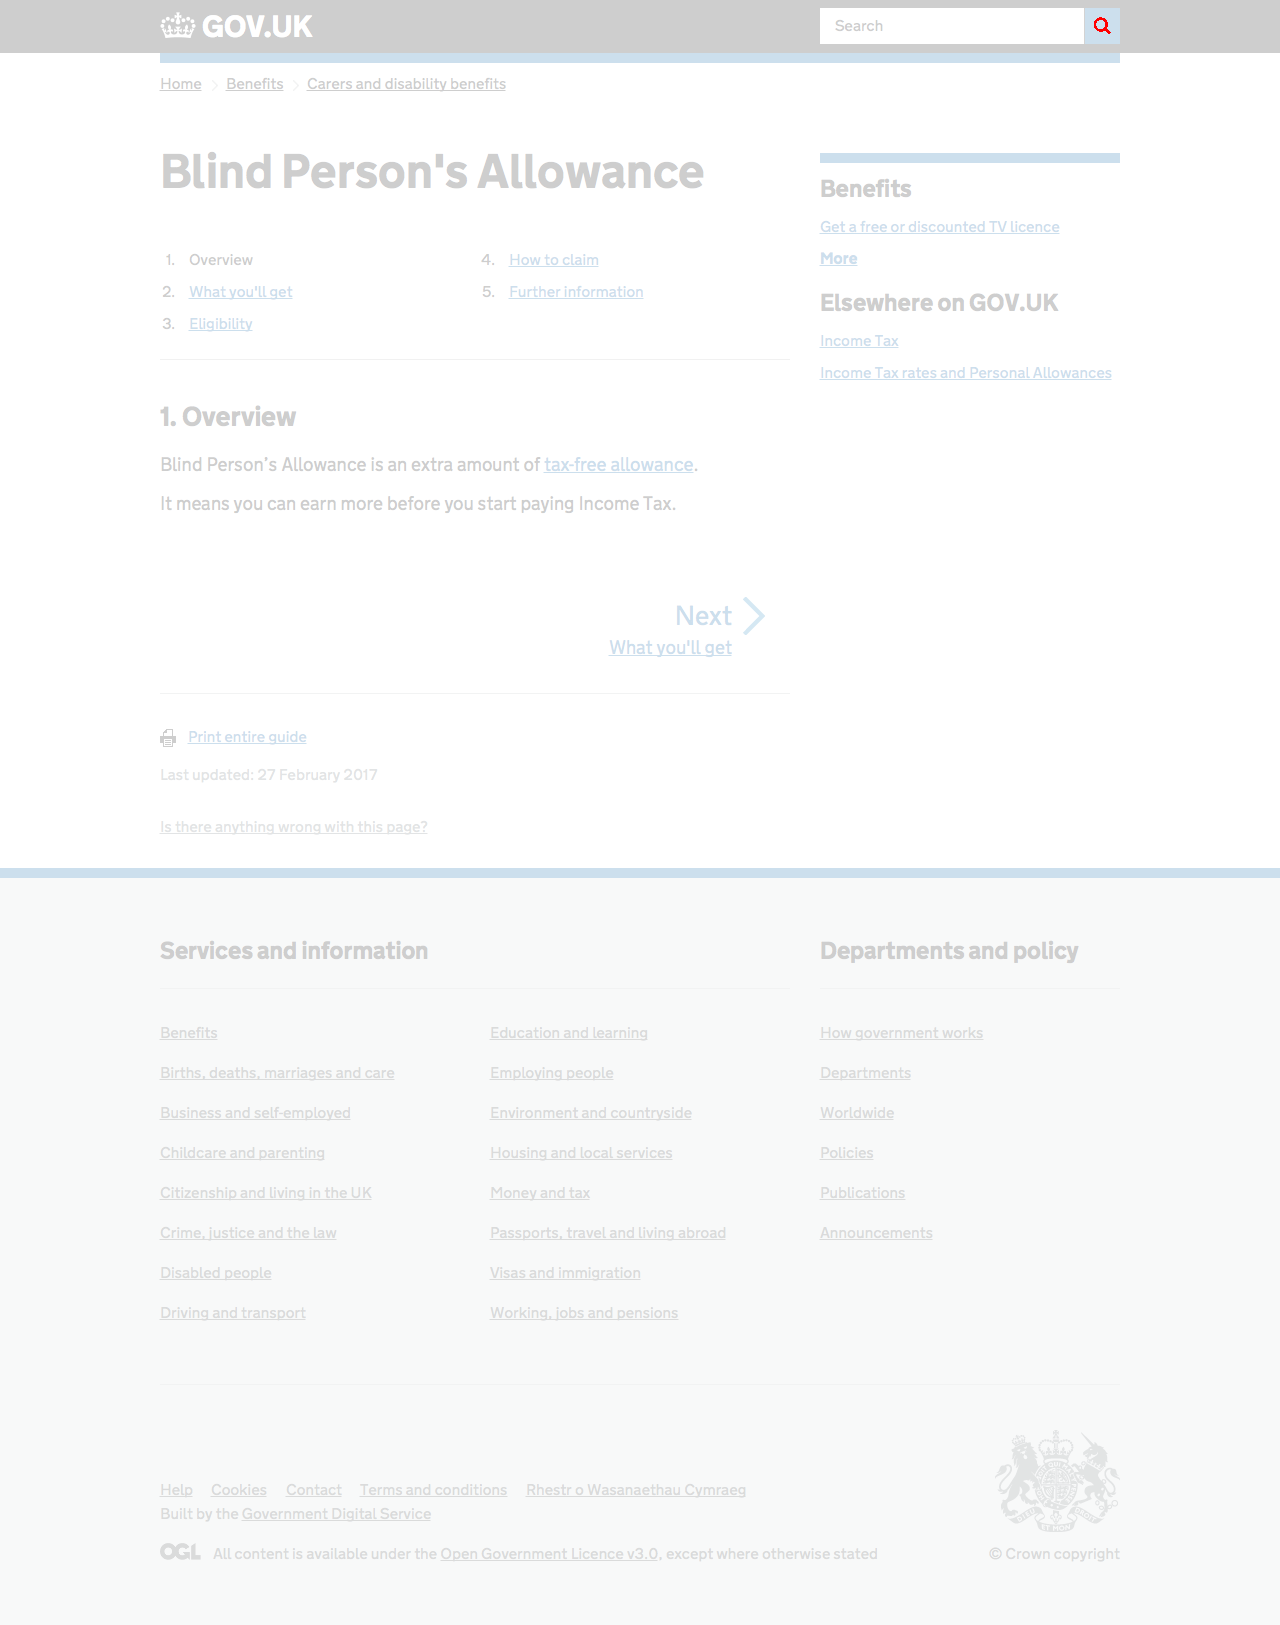 GOV.UK
Search
Home
Benefits
Carers and disability benefits
Blind Person's Allowance
1. Overview
2. What you'll get
3. Eligibility
4. How to claim
5. Further information
Benefits
Get a free or discounted TV licence
More
Elsewhere on GOV.UK
Income Tax
Income Tax rates and Personal Allowances
1. Overview
Blind Person's Allowance is an extra amount of tax-free allowance.
It means you can earn more before you start paying Income Tax.
Next
What you'll get
Print entire guide
Last updated: 27 February 2017
Is there anything wrong with this page?
Services and information
Benefits
Births, deaths, marriages and care
Business and self-employed
Childcare and parenting
Citizenship and living in the UK
Crime, justice and the law
Disabled people
Driving and transport
Education and learning
Employing people
Environment and countryside
Housing and local services
Money and tax
Passports, travel and living abroad
Visas and immigration
Working, jobs and pensions
Departments and policy
How government works
Departments
Worldwide
Policies
Publications
Announcements
Help Cookies Contact Terms and conditions Rhestr o Wasanaethau Cymraeg
Built by the Government Digital Service
OGL All content is available under the Open Government Licence v3.0, except where otherwise stated
© Crown copyright